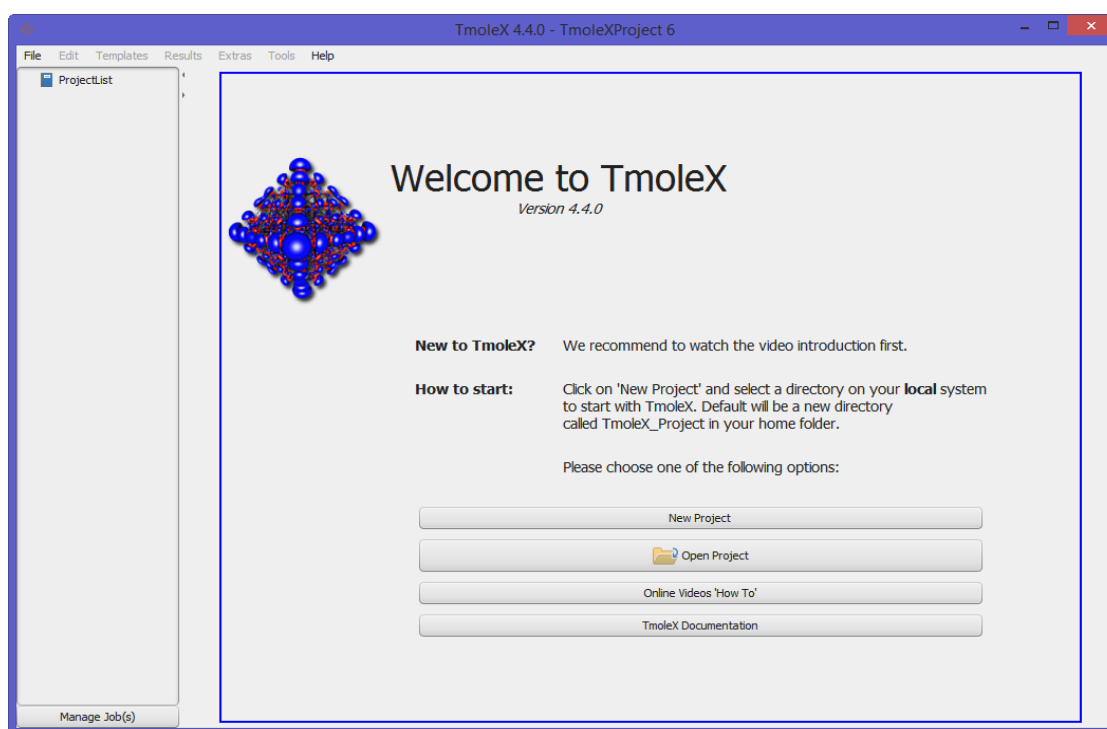 TmoleX 4.4.0 - TmoleXProject 6
File Edit Templates Results Extras Tools Help
ProjectList
Welcome to TmoleX
Version 4.4.0
New to TmoleX? We recommend to watch the video introduction first.
How to start: Click on 'New Project' and select a directory on your local system
to start with TmoleX. Default will be a new directory
called TmoleX_Project in your home folder.
Please choose one of the following options:
New Project
Open Project
Online Videos 'How To'
TmoleX Documentation
Manage Job(s)